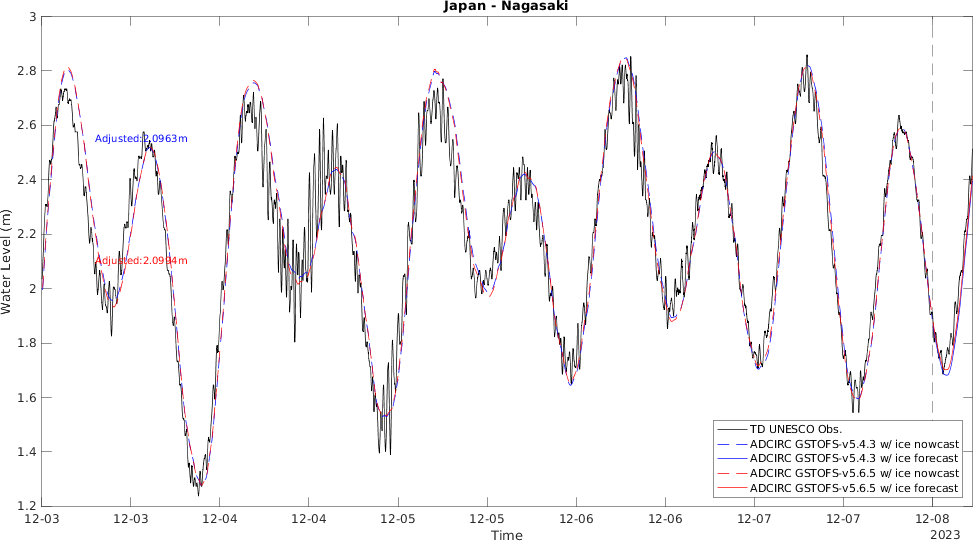 Japan - Nagasaki
3
2.8
2.6
2.4
2.2
2
1.8
1.6
1.4
1.2
Water Level (m)
Adjusted:2.0963m
Adjusted:2.0994m
TD UNESCO Obs.
ADCIRC GSTOFS-v5.4.3 w/ ice nowcast
ADCIRC GSTOFS-v5.4.3 w/ ice forecast
ADCIRC GSTOFS-v5.6.5 w/ ice nowcast
ADCIRC GSTOFS-v5.6.5 w/ ice forecast
12-03 12-03 12-04 12-04 12-05 12-05 12-06 12-06 12-07 12-07 12-08
2023
Time